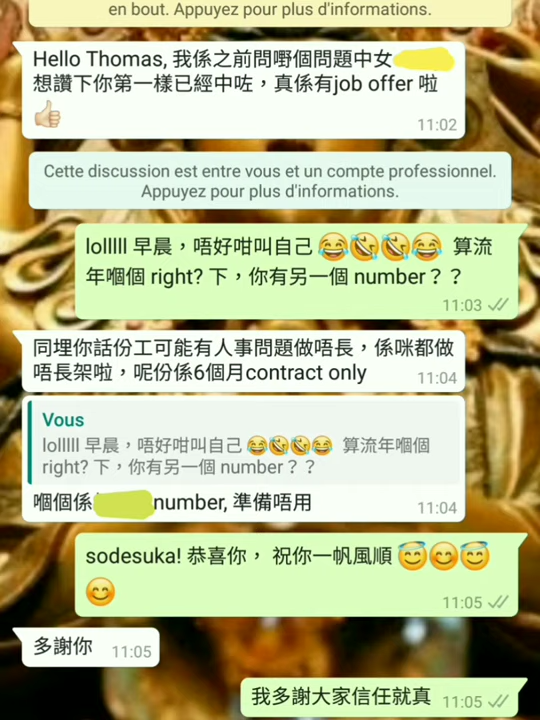 en bout. Appuyez pour plus d'informations.
Hello Thomas, 我係之前問嘢個問題中女
想讚下你第一樣已經中咗，真係有job offer 啦
👍🏻
11:02
Cette discussion est entre vous et un compte professionnel.
Appuyez pour plus d'informations.
lolllll 早晨，唔好咁叫自己 😂🤣🤣😂 算流
年嗰個 right? 下，你有另一個 number？？
11:03
同埋你話份工可能有人事問題做唔長，係咪都做
唔長架啦，呢份係6個月contract only
11:04
Vous
lolllll 早晨，唔好咁叫自己 😂🤣🤣😂 算流年嗰個
right? 下，你有另一個 number？？
嗰個係 number, 準備唔用
11:04
sodesuka! 恭喜你， 祝你一帆風順 😇😊😇
😊
11:05
多謝你 11:05
我多謝大家信任就真 11:05